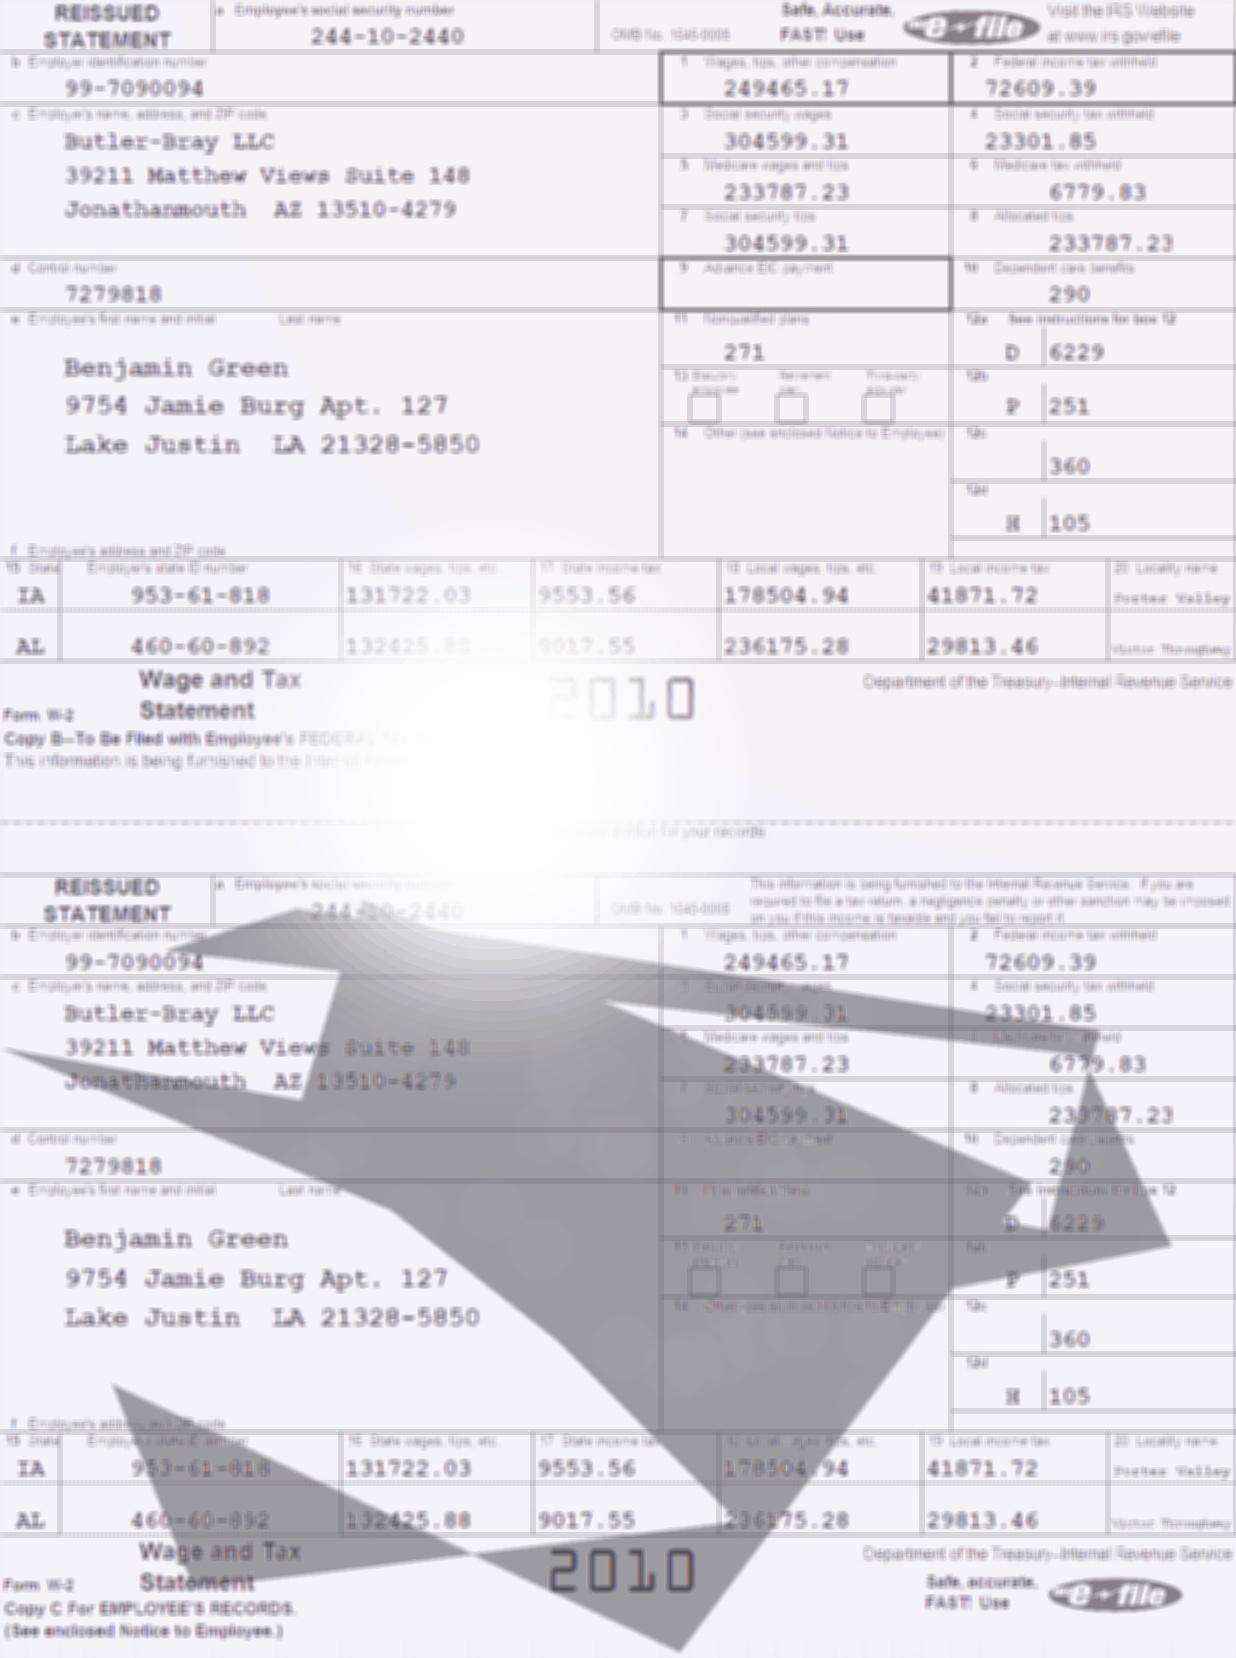 REISSUED STATEMENT
a Employee's social security number
244-10-2440
OMB No. 1545-0008
Safe, Accurate, FAST! Use
e-file
Visit the IRS Website at www.irs.gov/efile
b Employer identification number
99-7090094
1 Wages, tips, other compensation
249465.17
2 Federal income tax withheld
72609.39
c Employer's name, address, and ZIP code
Butler-Bray LLC
39211 Matthew Views Suite 148
Jonathanmouth AZ 13510-4279
3 Social security wages
304599.31
4 Social security tax withheld
23301.85
5 Medicare wages and tips
233787.23
6 Medicare tax withheld
6779.83
7 Social security tips
304599.31
8 Allocated tips
233787.23
d Control number
7279818
9 Advance EIC payment
10 Dependent care benefits
290
e Employee's first name and initial Last name
Benjamin Green
9754 Jamie Burg Apt. 127
Lake Justin LA 21328-5850
11 Nonqualified plans
271
12a See instructions for box 12
D 6229
13 Statutory employee Retirement plan Third-party sick pay
12b
P 251
14 Other (see enclosed Notice to Employee)
12c
360
12d
H 105
f Employee's address and ZIP code
15 State Employer's state ID number 16 State wages, tips, etc. 17 State income tax 18 Local wages, tips, etc. 19 Local income tax 20 Locality name
IA 953-61-818 131722.03 9553.56 178504.94 41871.72 Porter Valley
AL 460-60-892 132425.88 9017.55 236175.28 29813.46
Wage and Tax Statement
Form W-2
2010
Department of the Treasury-Internal Revenue Service
Copy B-To Be Filed with Employee's FEDERAL
This information is being furnished to the Internal
portion for your records.
REISSUED STATEMENT
a Employee's social security number
244-10-2440
OMB No. 1545-0008
This information is being furnished to the Internal Revenue Service. If you are
required to file a tax return, a negligence penalty or other sanction may be imposed
on you if this income is taxable and you fail to report it.
b Employer identification number
99-7090094
1 Wages, tips, other compensation
249465.17
2 Federal income tax withheld
72609.39
c Employer's name, address, and ZIP code
Butler-Bray LLC
39211 Matthew Views Suite 148
Jonathanmouth AZ 13510-4279
3 Social security wages
304599.31
4 Social security tax withheld
23301.85
5 Medicare wages and tips
233787.23
6 Medicare tax withheld
6779.83
7 Social security tips
304599.31
8 Allocated tips
233787.23
d Control number
7279818
9 Advance EIC payment
10 Dependent care benefits
290
e Employee's first name and initial Last name
Benjamin Green
9754 Jamie Burg Apt. 127
Lake Justin LA 21328-5850
11 Nonqualified plans
271
12a See instructions for box 12
D 6229
13
P 251
14
12c
360
12d
H 105
f Employee's address and ZIP code
15 State Employer's state ID number 16 State wages, tips, etc. 17 State income tax 18 Local wages, tips, etc. 19 Local income tax 20 Locality name
IA 953-61-818 131722.03 9553.56 178504.94 41871.72 Porter Valley
AL 460-60-892 132425.88 9017.55 236175.28 29813.46
Wage and Tax Statement
Form W-2
2010
Department of the Treasury-Internal Revenue Service
Copy C For EMPLOYEE'S RECORDS.
(See enclosed Notice to Employee.)
Safe, accurate, FAST! Use
e-file